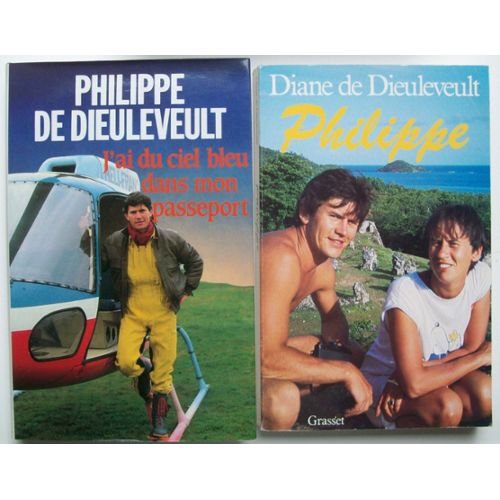 PHILIPPE
DE DIEULEVEULT
J'ai du ciel bleu
dans mon
passeport
Diane de Dieuleveult
Philippe
Grasset